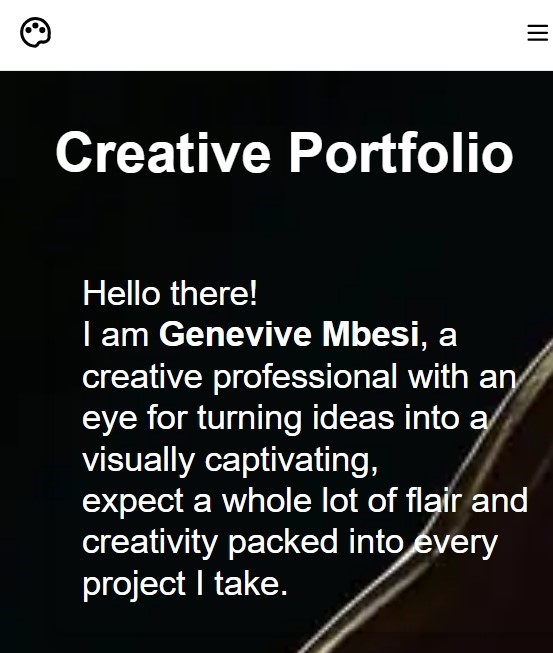 Creative Portfolio
Hello there!
I am Genevive Mbesi, a
creative professional with an
eye for turning ideas into a
visually captivating,
expect a whole lot of flair and
creativity packed into every
project I take.